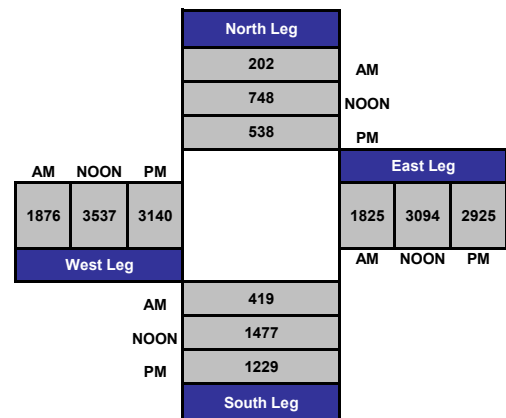 North Leg
202 AM
748 NOON
538 PM
AM NOON PM
East Leg
1876 3537 3140
1825 3094 2925
West Leg
AM NOON PM
AM 419
NOON 1477
PM 1229
South Leg